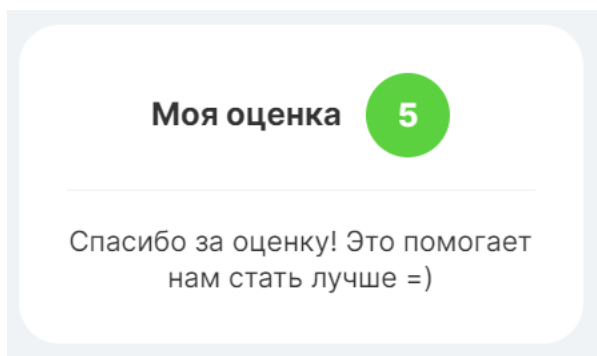 Моя оценка 5
Спасибо за оценку! Это помогает
нам стать лучше =)